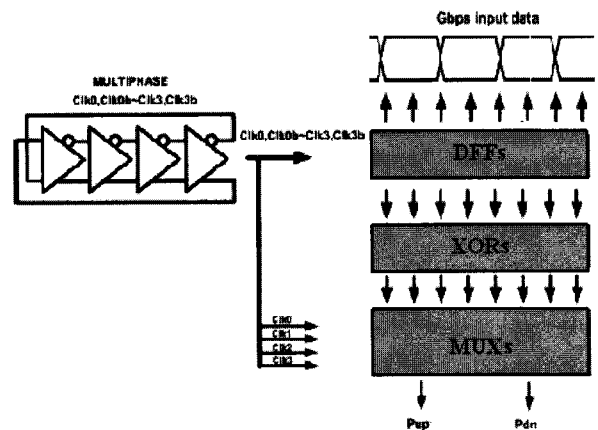 Gbps input data
MULTIPHASE
Clk0,Clk0b~Clk3,Clk3b
Clk0,Clk0b~Clk3,Clk3b
DFFs
XORs
Clk0
Clk1
Clk2
Clk3
MUXs
Pup
Pdn